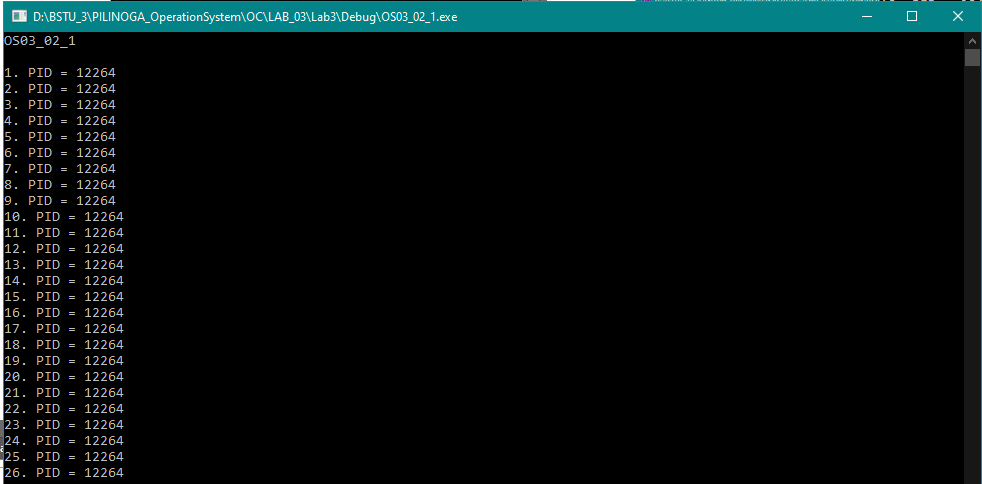 D:\BSTU_3\PILINOGA_OperationSystem\OC\LAB_03\Lab3\Debug\OS03_02_1.exe
OS03_02_1
1. PID = 12264
2. PID = 12264
3. PID = 12264
4. PID = 12264
5. PID = 12264
6. PID = 12264
7. PID = 12264
8. PID = 12264
9. PID = 12264
10. PID = 12264
11. PID = 12264
12. PID = 12264
13. PID = 12264
14. PID = 12264
15. PID = 12264
16. PID = 12264
17. PID = 12264
18. PID = 12264
19. PID = 12264
20. PID = 12264
21. PID = 12264
22. PID = 12264
23. PID = 12264
24. PID = 12264
25. PID = 12264
26. PID = 12264